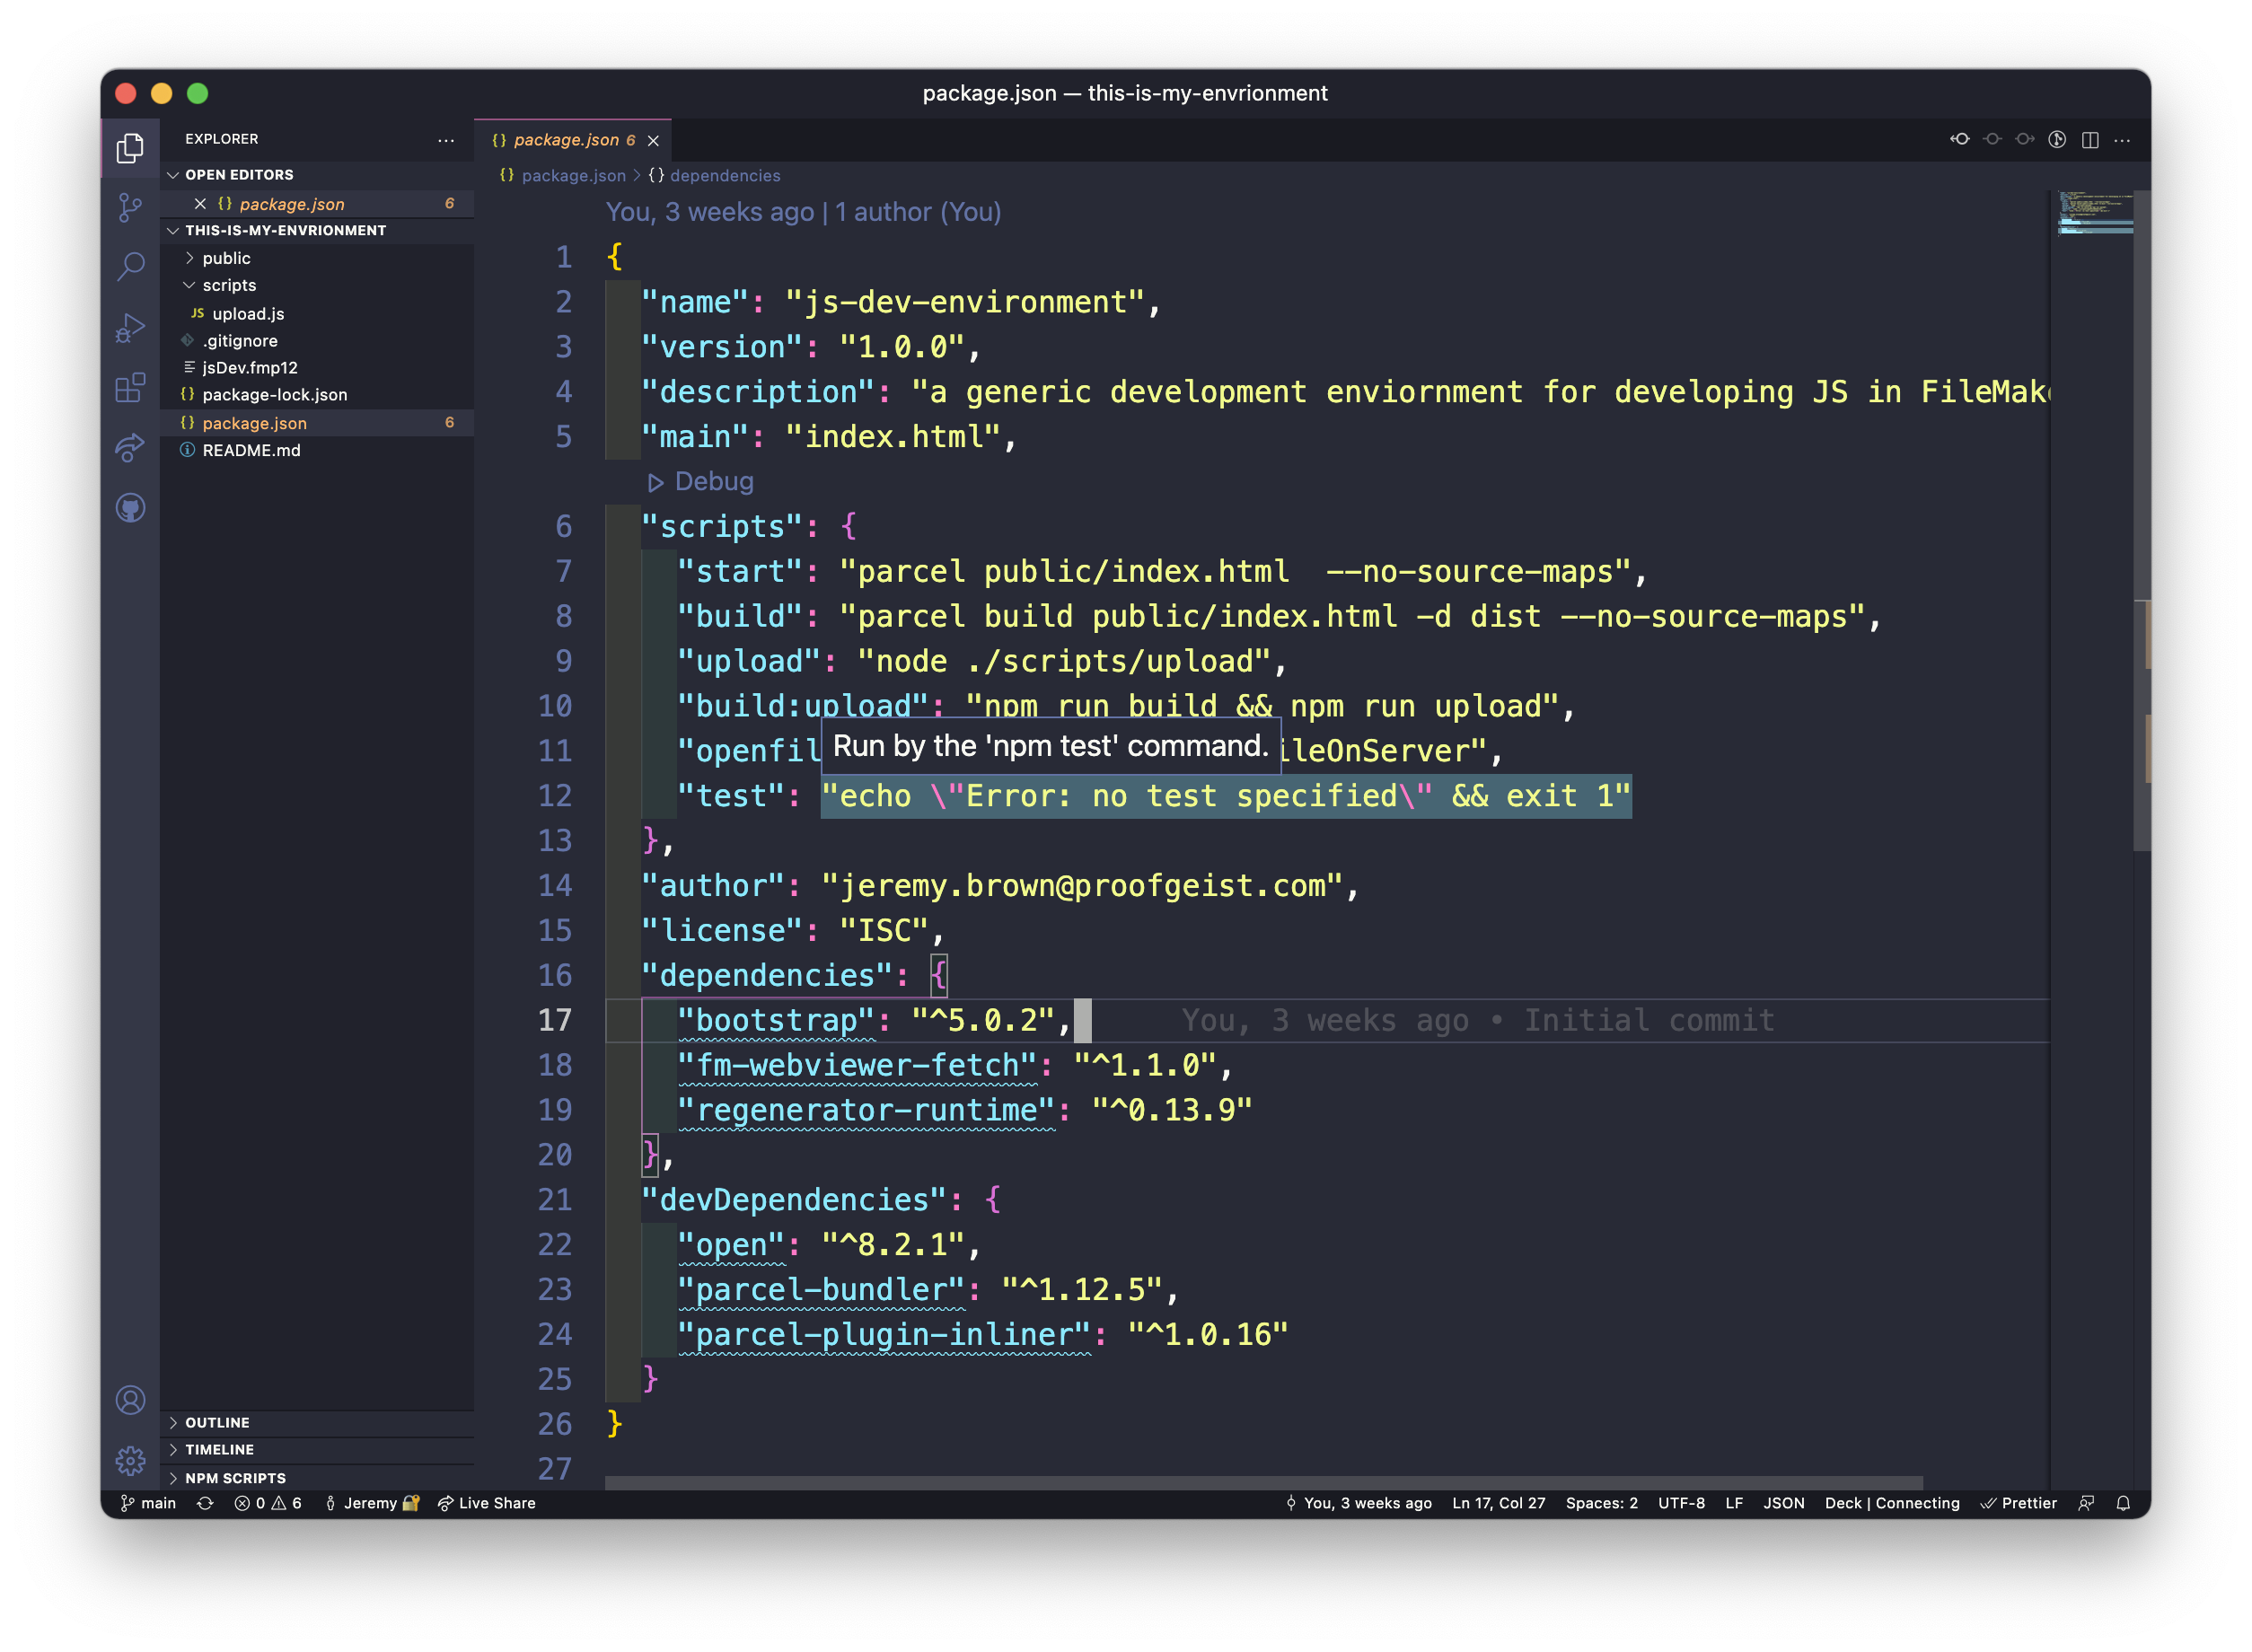 package.json — this-is-my-envrionment
EXPLORER
OPEN EDITORS
package.json 6
THIS-IS-MY-ENVRIONMENT
public
scripts
JS upload.js
.gitignore
jsDev.fmp12
{} package-lock.json
{} package.json 6
README.md
OUTLINE
TIMELINE
NPM SCRIPTS
{} package.json 6
{} package.json > {} dependencies
You, 3 weeks ago | 1 author (You)
1 {
2 "name": "js-dev-environment",
3 "version": "1.0.0",
4 "description": "a generic development enviornment for developing JS in FileMake
5 "main": "index.html",
Debug
6 "scripts": {
7 "start": "parcel public/index.html  --no-source-maps",
8 "build": "parcel build public/index.html -d dist --no-source-maps",
9 "upload": "node ./scripts/upload",
10 "build:upload": "npm run build && npm run upload",
Run by the 'npm test' command.
11 "openfil ileOnServer",
12 "test": "echo \"Error: no test specified\" && exit 1"
13 },
14 "author": "jeremy.brown@proofgeist.com",
15 "license": "ISC",
16 "dependencies": {
17 "bootstrap": "^5.0.2", You, 3 weeks ago • Initial commit
18 "fm-webviewer-fetch": "^1.1.0",
19 "regenerator-runtime": "^0.13.9"
20 },
21 "devDependencies": {
22 "open": "^8.2.1",
23 "parcel-bundler": "^1.12.5",
24 "parcel-plugin-inliner": "^1.0.16"
25 }
26 }
27
main 0 6 Jeremy Live Share You, 3 weeks ago Ln 17, Col 27 Spaces: 2 UTF-8 LF JSON Deck | Connecting Prettier